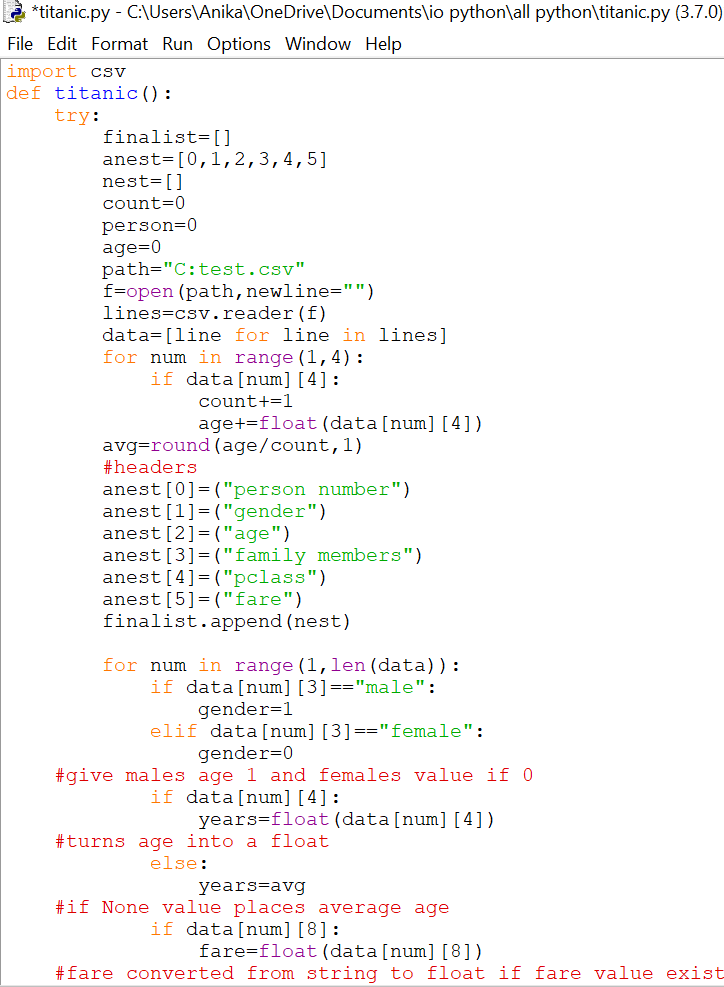 *titanic.py - C:\Users\Anika\OneDrive\Documents\io python\all python\titanic.py (3.7.0)
File Edit Format Run Options Window Help
import csv
def titanic():
    try:
        finalist=[]
        anest=[0,1,2,3,4,5]
        nest=[]
        count=0
        person=0
        age=0
        path="C:test.csv"
        f=open(path,newline="")
        lines=csv.reader(f)
        data=[line for line in lines]
        for num in range(1,4):
            if data[num][4]:
                count+=1
                age+=float(data[num][4])
        avg=round(age/count,1)
        #headers
        anest[0]=("person number")
        anest[1]=("gender")
        anest[2]=("age")
        anest[3]=("family members")
        anest[4]=("pclass")
        anest[5]=("fare")
        finalist.append(nest)

        for num in range(1,len(data)):
            if data[num][3]=="male":
                gender=1
            elif data[num][3]=="female":
                gender=0
    #give males age 1 and females value if 0
            if data[num][4]:
                years=float(data[num][4])
    #turns age into a float
            else:
                years=avg
    #if None value places average age
            if data[num][8]:
                fare=float(data[num][8])
    #fare converted from string to float if fare value exist